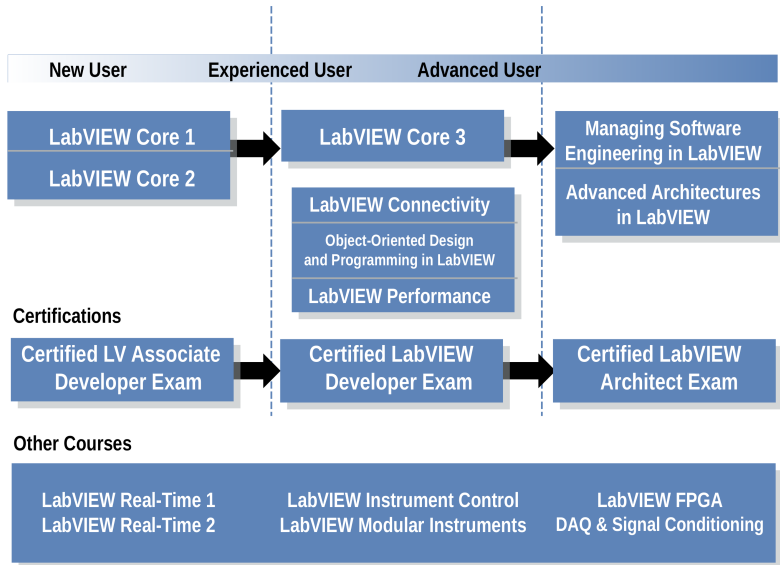 New User
Experienced User
Advanced User
LabVIEW Core 1
LabVIEW Core 2
LabVIEW Core 3
Managing Software
Engineering in LabVIEW
Advanced Architectures
in LabVIEW
LabVIEW Connectivity
Object-Oriented Design
and Programming in LabVIEW
LabVIEW Performance
Certifications
Certified LV Associate
Developer Exam
Certified LabVIEW
Developer Exam
Certified LabVIEW
Architect Exam
Other Courses
LabVIEW Real-Time 1
LabVIEW Real-Time 2
LabVIEW Instrument Control
LabVIEW Modular Instruments
LabVIEW FPGA
DAQ & Signal Conditioning